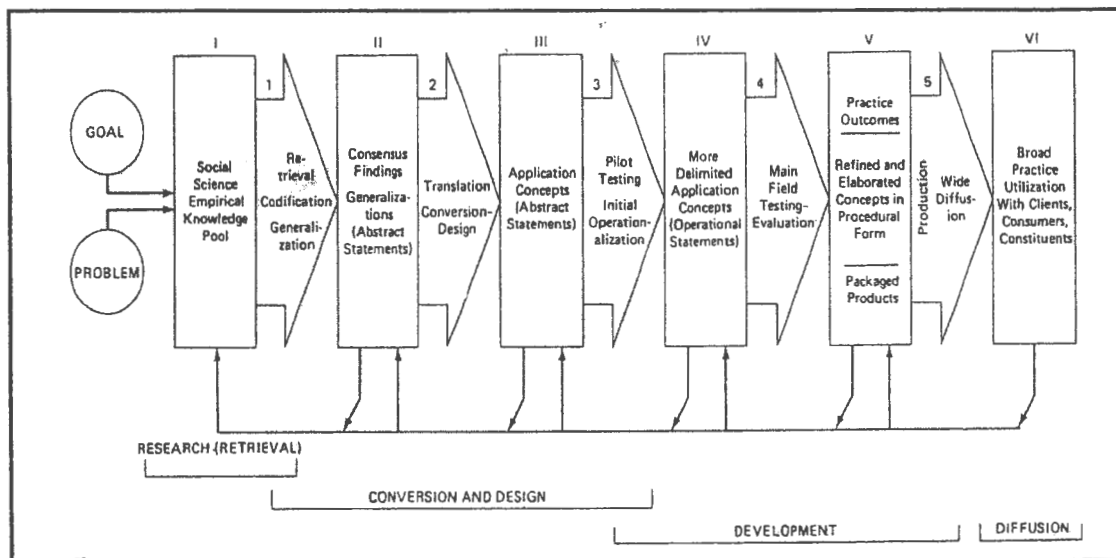 I
II
III
IV
V
VI
GOAL
PROBLEM
Social
Science
Empirical
Knowledge
Pool
1
Re-
trieval
Codification
Generali-
zation
Consensus
Findings
Generaliza-
tions
(Abstract
Statements)
2
Translation
Conversion-
Design
Application
Concepts
(Abstract
Statements)
3
Pilot
Testing
Initial
Operation-
alization
More
Delimited
Application
Concepts
(Operational
Statements)
4
Main
Field
Testing-
Evaluation
Practice
Outcomes
Refined and
Elaborated
Concepts in
Procedural
Form
Packaged
Products
5
Production
Wide
Diffu-
sion
Broad
Practice
Utilization
With Clients,
Consumers,
Constituents
RESEARCH (RETRIEVAL)
CONVERSION AND DESIGN
DEVELOPMENT
DIFFUSION